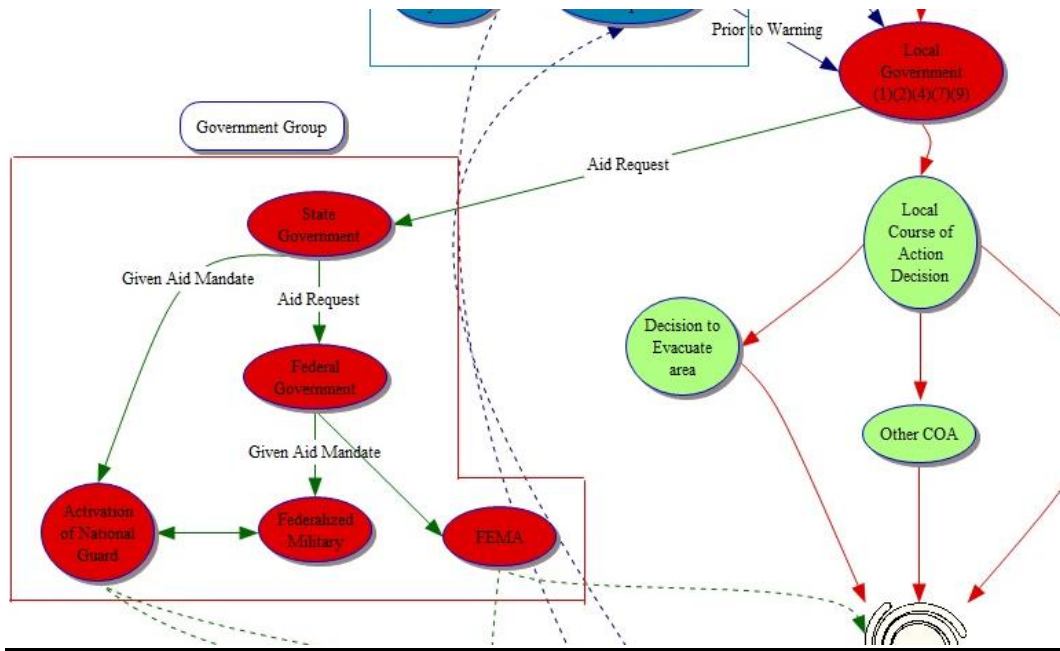 Prior to Warning
Local
Government
(1)(2)(4)(7)(9)
Government Group
Aid Request
State
Government
Local
Course of
Action
Decision
Given Aid Mandate
Aid Request
Decision to
Evacuate
area
Federal
Government
Other COA
Given Aid Mandate
Activation
of National
Guard
Federalized
Military
FEMA